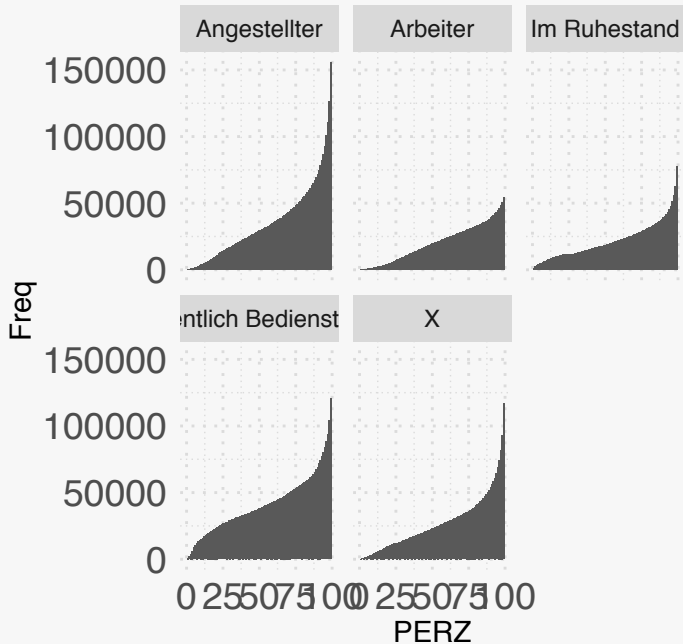 Angestellter Arbeiter Im Ruhestand
150000
100000
50000
0
entlich Bedienst X
150000
100000
50000
0
Freq
0 25 50 75 100 0 25 50 75 100
PERZ